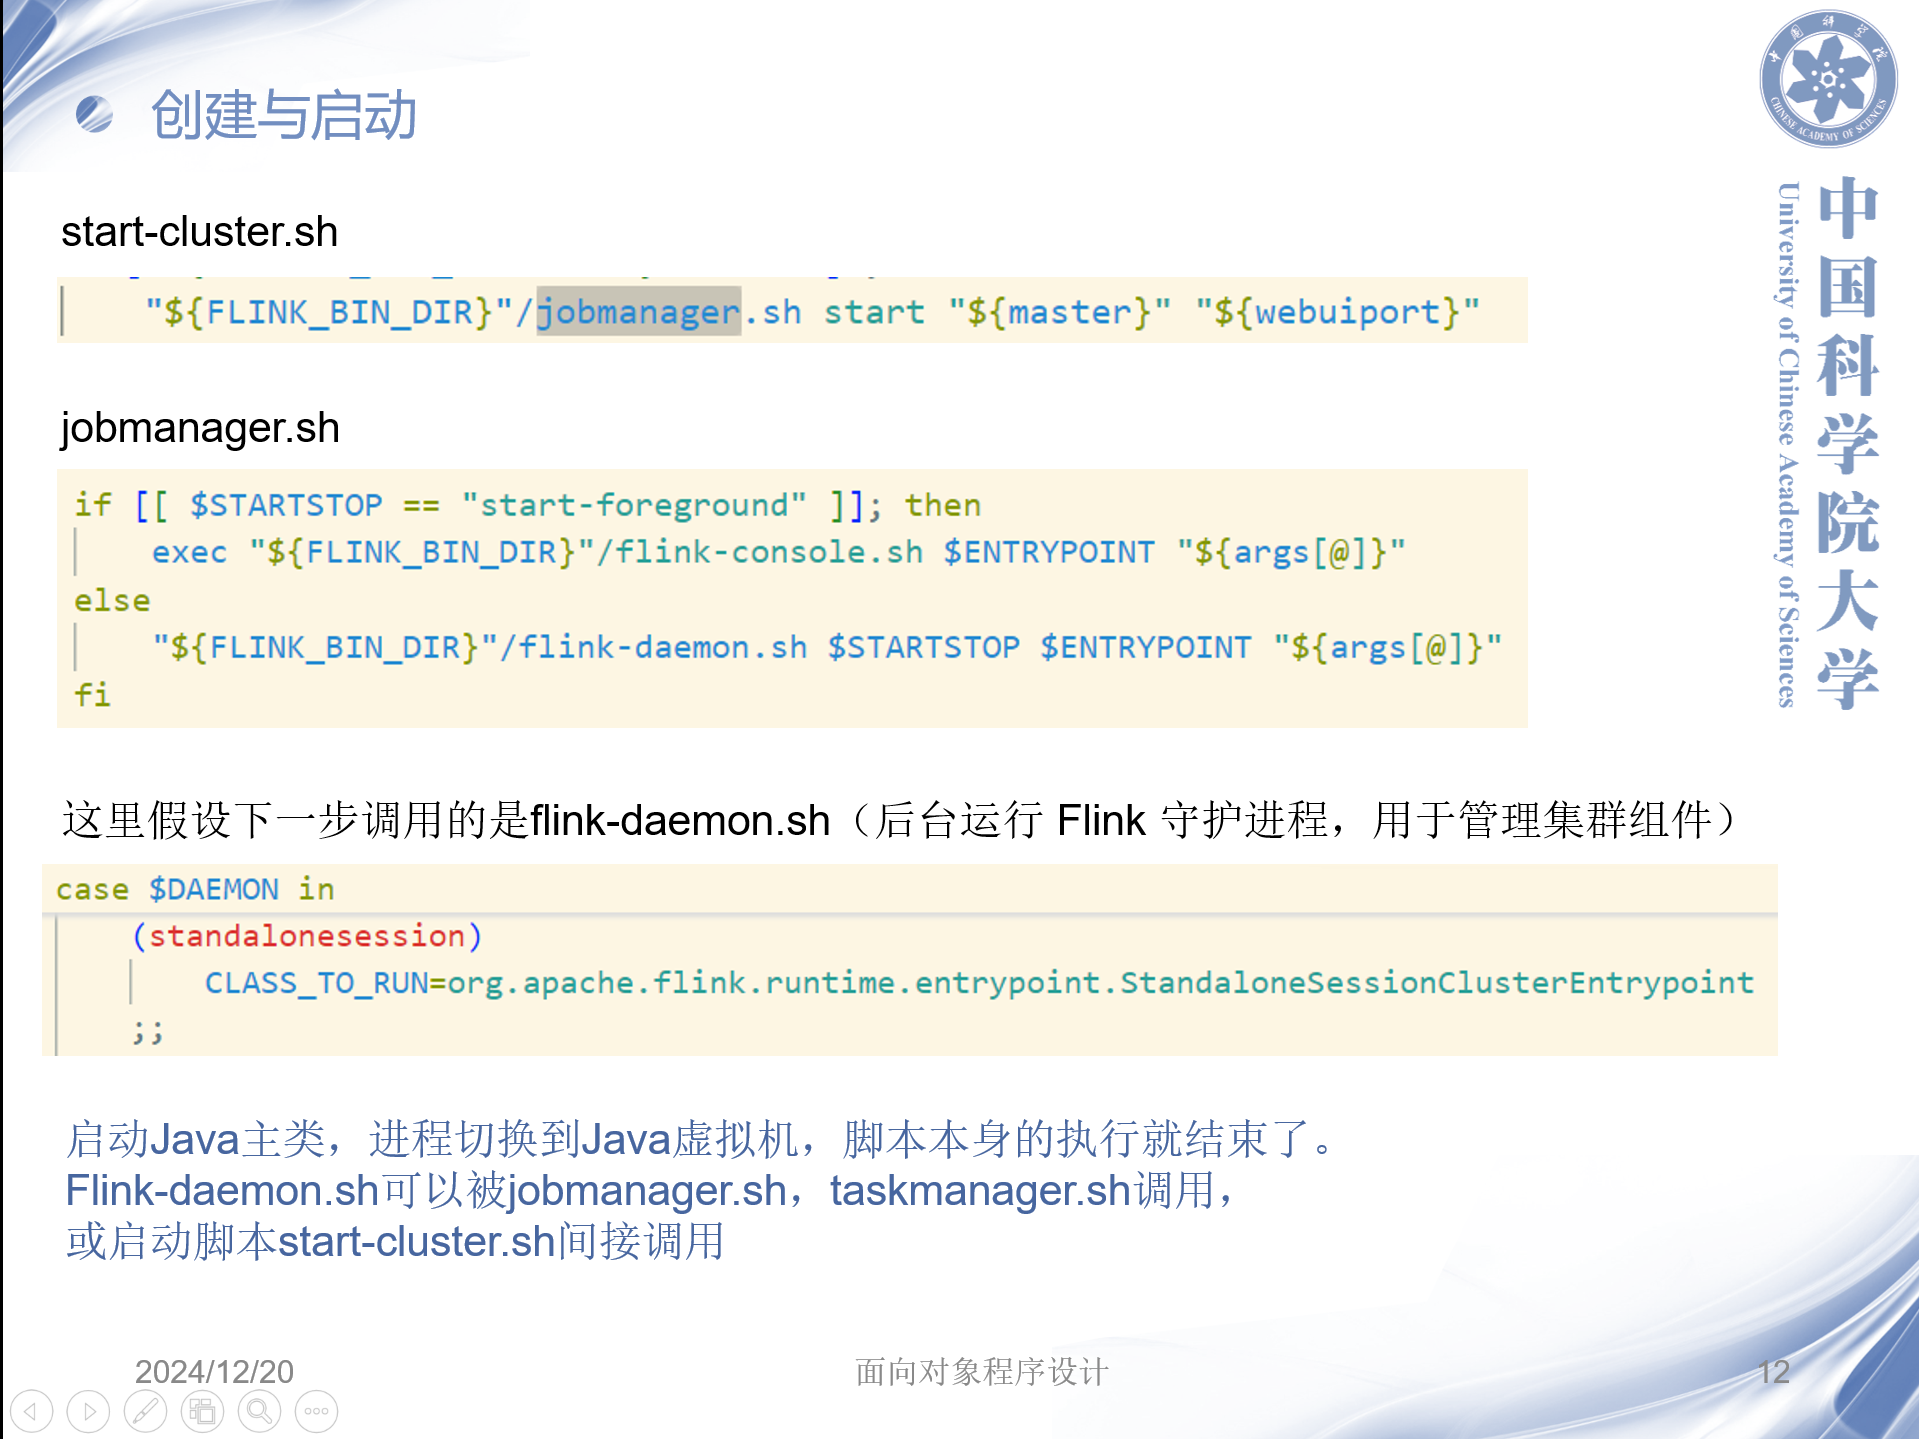 创建与启动
start-cluster.sh
"${FLINK_BIN_DIR}"/jobmanager.sh start "${master}" "${webuiport}"
jobmanager.sh
if [[ $STARTSTOP == "start-foreground" ]]; then
exec "${FLINK_BIN_DIR}"/flink-console.sh $ENTRYPOINT "${args[@]}"
else
"${FLINK_BIN_DIR}"/flink-daemon.sh $STARTSTOP $ENTRYPOINT "${args[@]}"
fi
这里假设下一步调用的是flink-daemon.sh（后台运行 Flink 守护进程，用于管理集群组件）
case $DAEMON in
(standalonesession)
CLASS_TO_RUN=org.apache.flink.runtime.entrypoint.StandaloneSessionClusterEntrypoint
;;
启动Java主类，进程切换到Java虚拟机，脚本本身的执行就结束了。
Flink-daemon.sh可以被jobmanager.sh，taskmanager.sh调用，
或启动脚本start-cluster.sh间接调用
2024/12/20
面向对象程序设计
12
中国科学院
CHINESE ACADEMY OF SCIENCES
中国科学院大学
University of Chinese Academy of Sciences